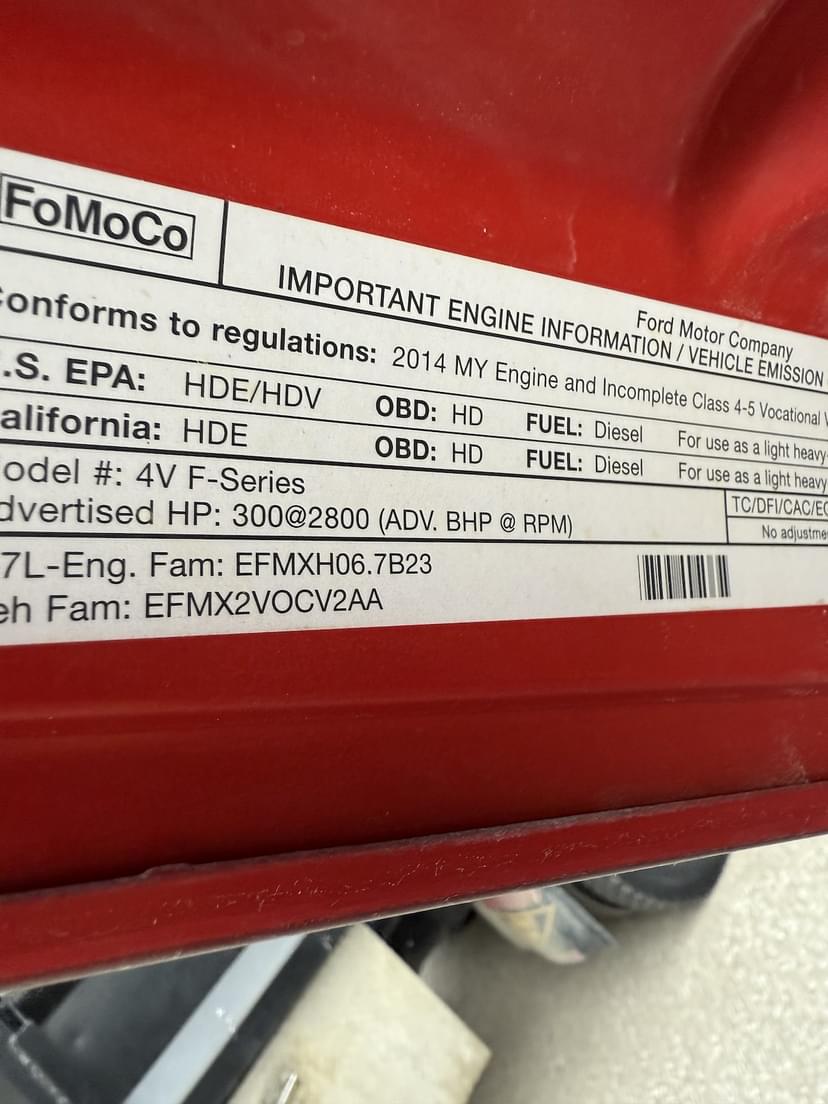 FoMoCo
Ford Motor Company
IMPORTANT ENGINE INFORMATION / VEHICLE EMISSION
onforms to regulations: 2014 MY Engine and Incomplete Class 4-5 Vocational
.S. EPA: HDE/HDV OBD: HD FUEL: Diesel For use as a light heavy
alifornia: HDE OBD: HD FUEL: Diesel For use as a light heavy
odel #: 4V F-Series
dvertised HP: 300@2800 (ADV. BHP @ RPM)
TC/DFI/CAC/EG
No adjustme
7L-Eng. Fam: EFMXH06.7B23
eh Fam: EFMX2VOCV2AA